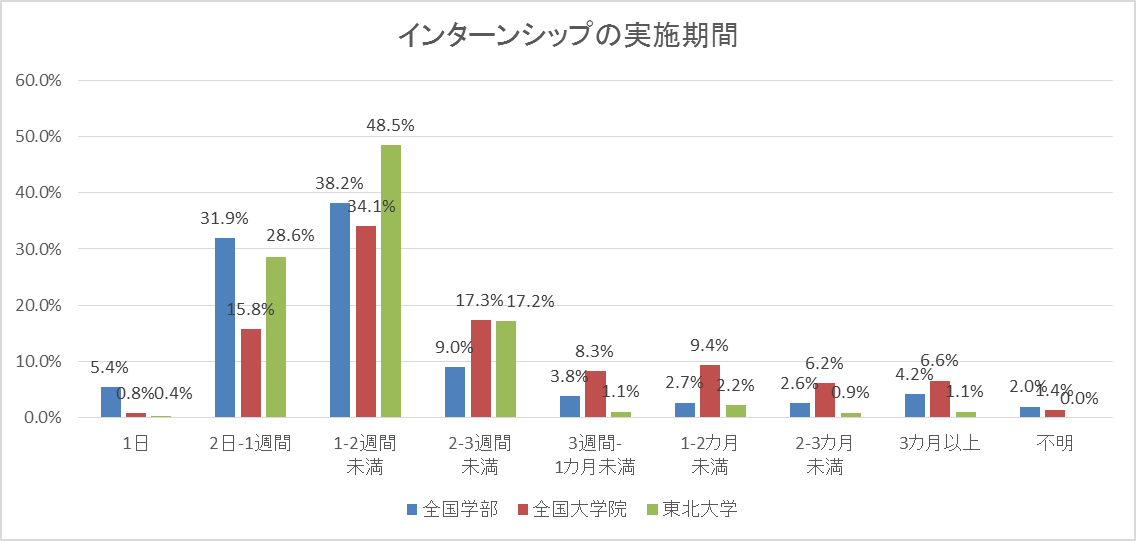 インターンシップの実施期間
60.0%
50.0%
40.0%
30.0%
20.0%
10.0%
0.0%
5.4%
0.8%
0.4%
31.9%
15.8%
28.6%
38.2%
34.1%
48.5%
9.0%
17.3%
17.2%
3.8%
8.3%
1.1%
2.7%
9.4%
2.2%
2.6%
6.2%
0.9%
4.2%
6.6%
1.1%
2.0%
1.4%
0.0%
1日
2日-1週間
1-2週間
未満
2-3週間
未満
3週間-
1カ月未満
1-2カ月
未満
2-3カ月
未満
3カ月以上
不明
全国学部
全国大学院
東北大学